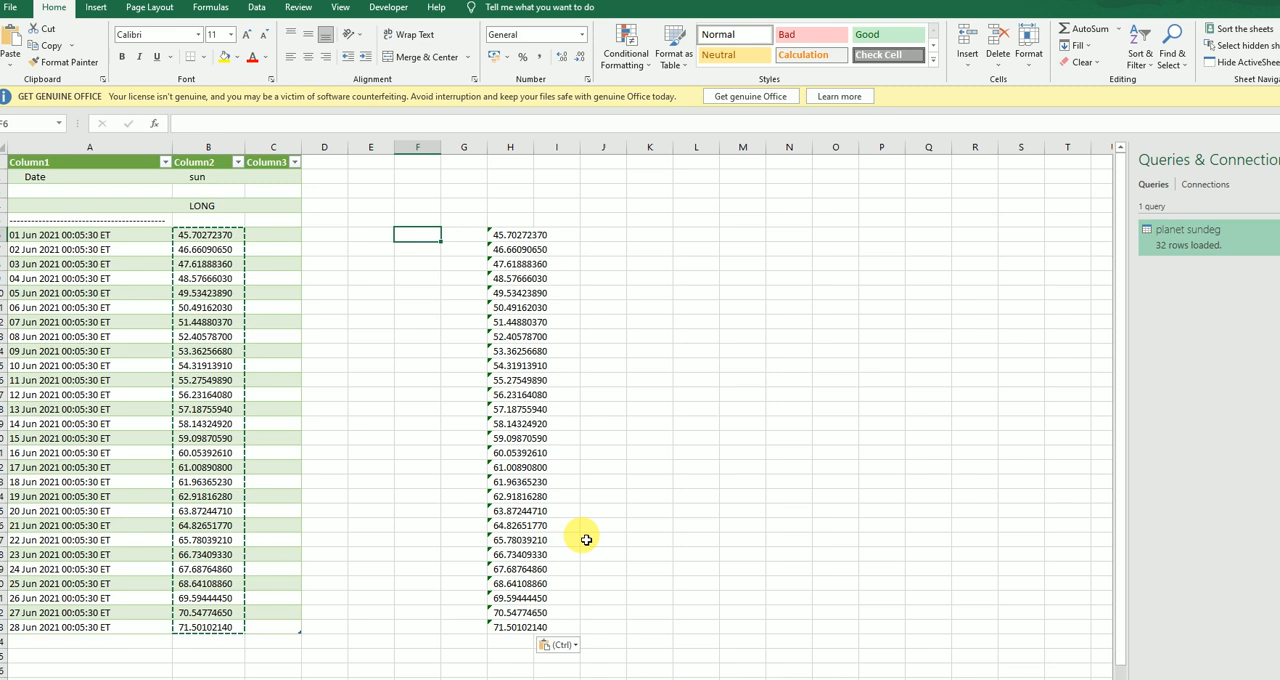 File Home Insert Page Layout Formulas Data Review View Developer Help Tell me what you want to do
Cut
Copy
Format Painter
Paste
Clipboard
Calibri 11
Font
Wrap Text
Merge & Center
Alignment
General
Number
Conditional Formatting
Format as Table
Normal Bad Good
Neutral Calculation Check Cell
Styles
Insert Delete Format
Cells
AutoSum
Fill
Clear
Sort & Filter
Find & Select
Editing
Sort the sheets
Select hidden sh
Hide ActiveShee
Sheet Navig
GET GENUINE OFFICE Your license isn't genuine, and you may be a victim of software counterfeiting. Avoid interruption and keep your files safe with genuine Office today. Get genuine Office Learn more
F6 fx
A B C D E F G H I J K L M N O P Q R S T
Column1 Column2 Column3
Date sun
LONG
-------------------------------------------
01 Jun 2021 00:05:30 ET 45.70272370 45.70272370
02 Jun 2021 00:05:30 ET 46.66090650 46.66090650
03 Jun 2021 00:05:30 ET 47.61888360 47.61888360
04 Jun 2021 00:05:30 ET 48.57666030 48.57666030
05 Jun 2021 00:05:30 ET 49.53423890 49.53423890
06 Jun 2021 00:05:30 ET 50.49162030 50.49162030
07 Jun 2021 00:05:30 ET 51.44880370 51.44880370
08 Jun 2021 00:05:30 ET 52.40578700 52.40578700
09 Jun 2021 00:05:30 ET 53.36256680 53.36256680
10 Jun 2021 00:05:30 ET 54.31913910 54.31913910
11 Jun 2021 00:05:30 ET 55.27549890 55.27549890
12 Jun 2021 00:05:30 ET 56.23164080 56.23164080
13 Jun 2021 00:05:30 ET 57.18755940 57.18755940
14 Jun 2021 00:05:30 ET 58.14324920 58.14324920
15 Jun 2021 00:05:30 ET 59.09870590 59.09870590
16 Jun 2021 00:05:30 ET 60.05392610 60.05392610
17 Jun 2021 00:05:30 ET 61.00890800 61.00890800
18 Jun 2021 00:05:30 ET 61.96365230 61.96365230
19 Jun 2021 00:05:30 ET 62.91816280 62.91816280
20 Jun 2021 00:05:30 ET 63.87244710 63.87244710
21 Jun 2021 00:05:30 ET 64.82651770 64.82651770
22 Jun 2021 00:05:30 ET 65.78039210 65.78039210
23 Jun 2021 00:05:30 ET 66.73409330 66.73409330
24 Jun 2021 00:05:30 ET 67.68764860 67.68764860
25 Jun 2021 00:05:30 ET 68.64108860 68.64108860
26 Jun 2021 00:05:30 ET 69.59444450 69.59444450
27 Jun 2021 00:05:30 ET 70.54774650 70.54774650
28 Jun 2021 00:05:30 ET 71.50102140 71.50102140
(Ctrl)
Queries & Connection
Queries Connections
1 query
planet sundeg
32 rows loaded.